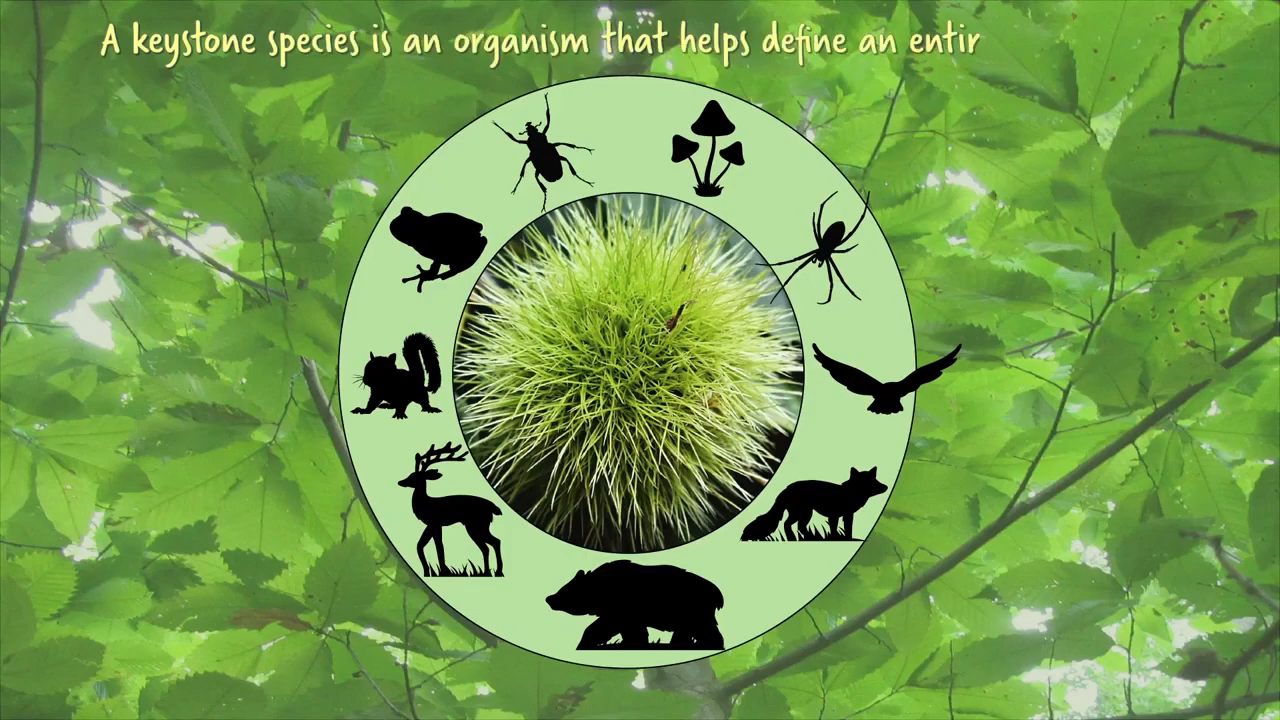 A keystone species is an organism that helps define an entir